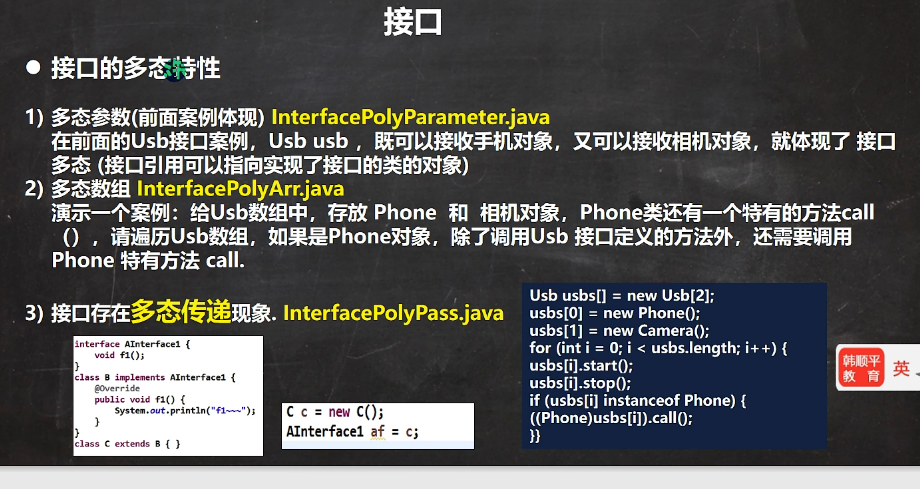 接口
● 接口的多态特性
1) 多态参数(前面案例体现) InterfacePolyParameter.java
在前面的Usb接口案例，Usb usb ，既可以接收手机对象，又可以接收相机对象，就体现了 接口
多态 (接口引用可以指向实现了接口的类的对象)
2) 多态数组 InterfacePolyArr.java
演示一个案例：给Usb数组中，存放 Phone 和 相机对象，Phone类还有一个特有的方法call
（），请遍历Usb数组，如果是Phone对象，除了调用Usb 接口定义的方法外，还需要调用
Phone 特有方法 call.
3) 接口存在多态传递现象. InterfacePolyPass.java
interface AInterface1 {
void f1();
}
class B implements AInterface1 {
@Override
public void f1() {
System.out.println("f1~~~");
}
}
class C extends B { }
C c = new C();
AInterface1 af = c;
Usb usbs[] = new Usb[2];
usbs[0] = new Phone();
usbs[1] = new Camera();
for (int i = 0; i < usbs.length; i++) {
usbs[i].start();
usbs[i].stop();
if (usbs[i] instanceof Phone) {
((Phone)usbs[i]).call();
}}
韩顺平
教 育
英